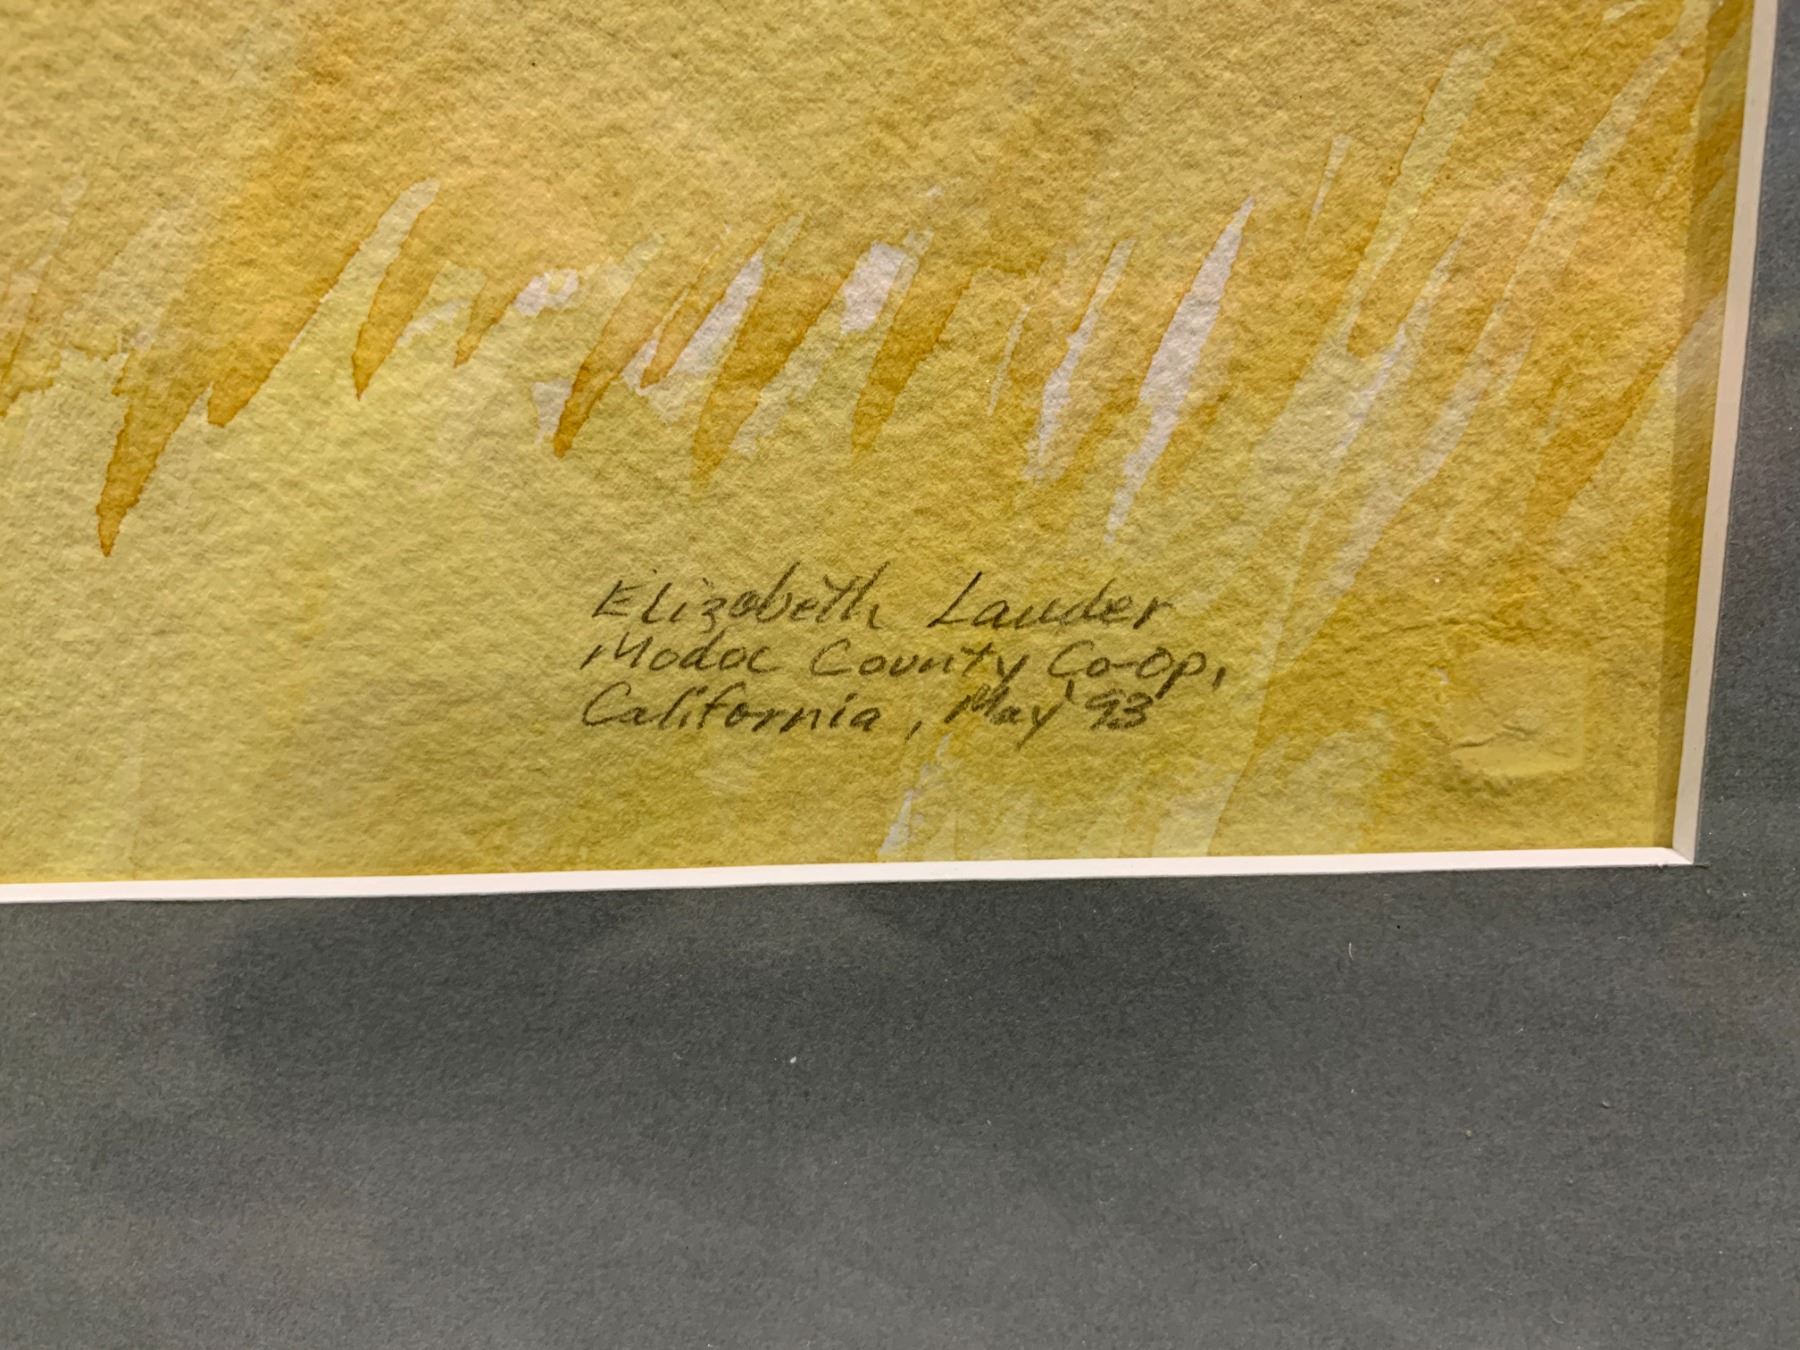 Elizabeth Lauder
Modoc County Co-op,
California, May '93